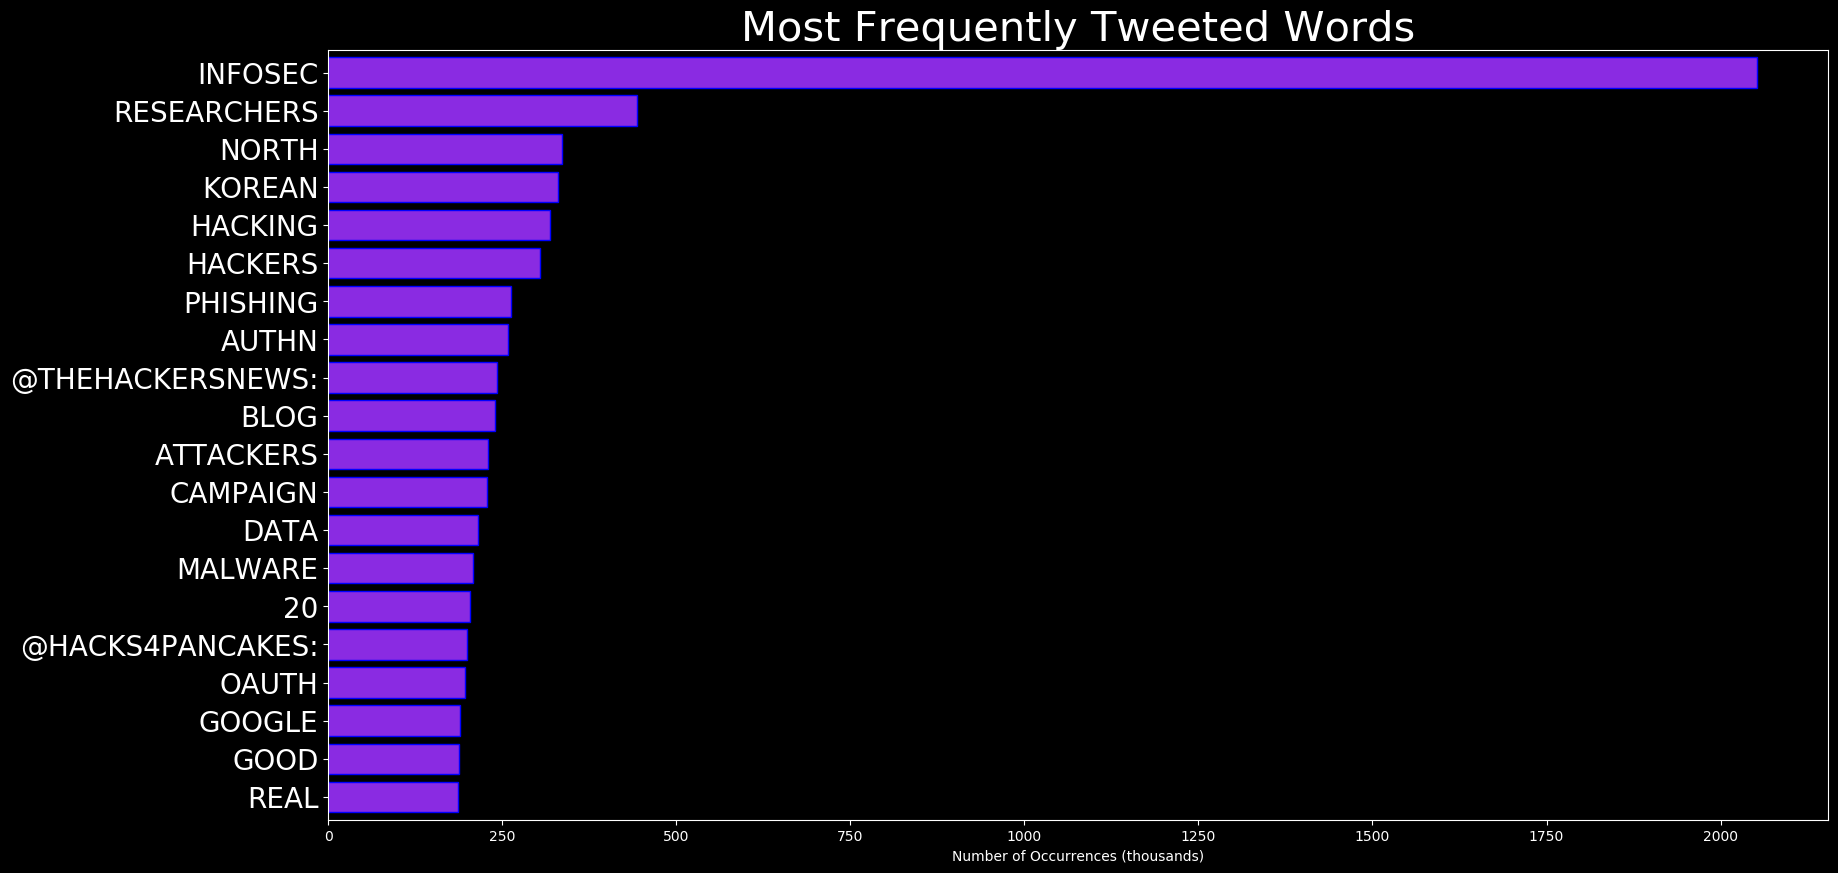 Most Frequently Tweeted Words
INFOSEC
RESEARCHERS
NORTH
KOREAN
HACKING
HACKERS
PHISHING
AUTHN
@THEHACKERSNEWS:
BLOG
ATTACKERS
CAMPAIGN
DATA
MALWARE
20
@HACKS4PANCAKES:
OAUTH
GOOGLE
GOOD
REAL
0 250 500 750 1000 1250 1500 1750 2000
Number of Occurrences (thousands)